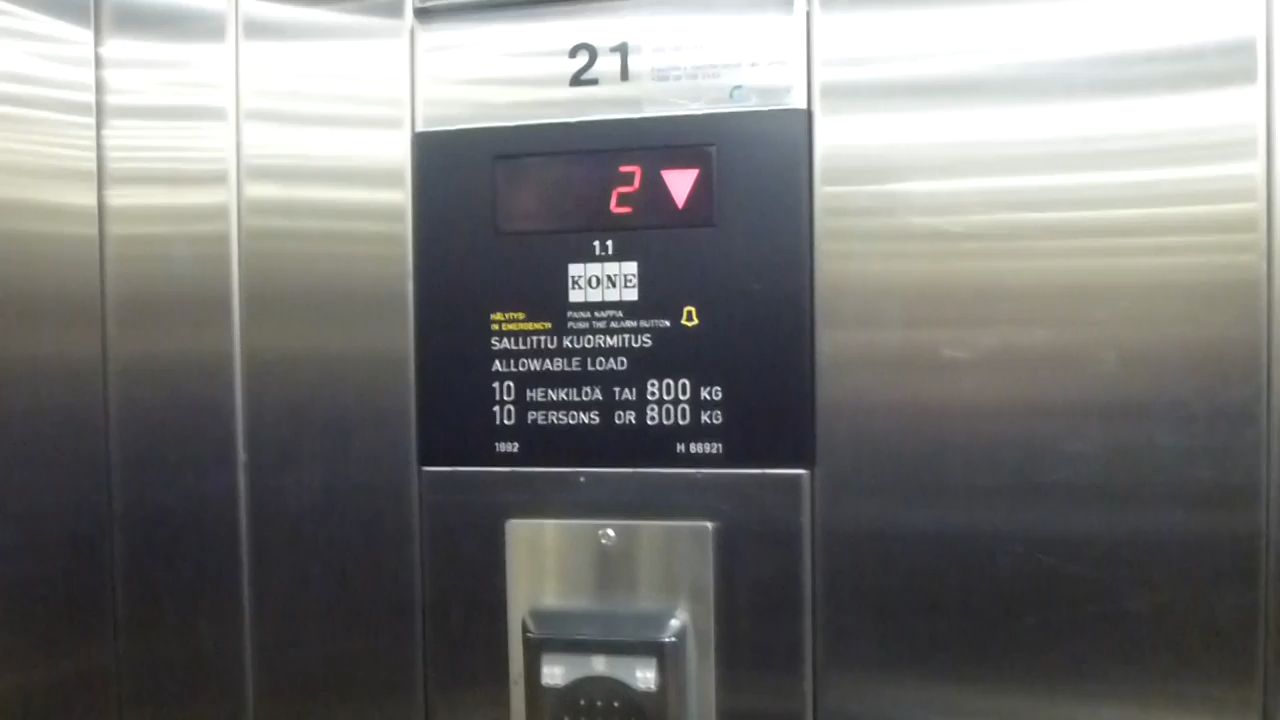 21
2
1.1
KONE
HÄLYTYS: PAINA NAPPIA
IN EMERGENCY: PUSH THE ALARM BUTTON
SALLITTU KUORMITUS
ALLOWABLE LOAD
10 HENKILÖÄ TAI 800 KG
10 PERSONS OR 800 KG
1992 H 66921